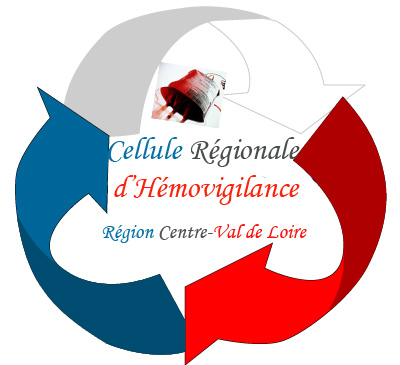 Cellule Régionale
d'Hémovigilance
Région Centre-Val de Loire